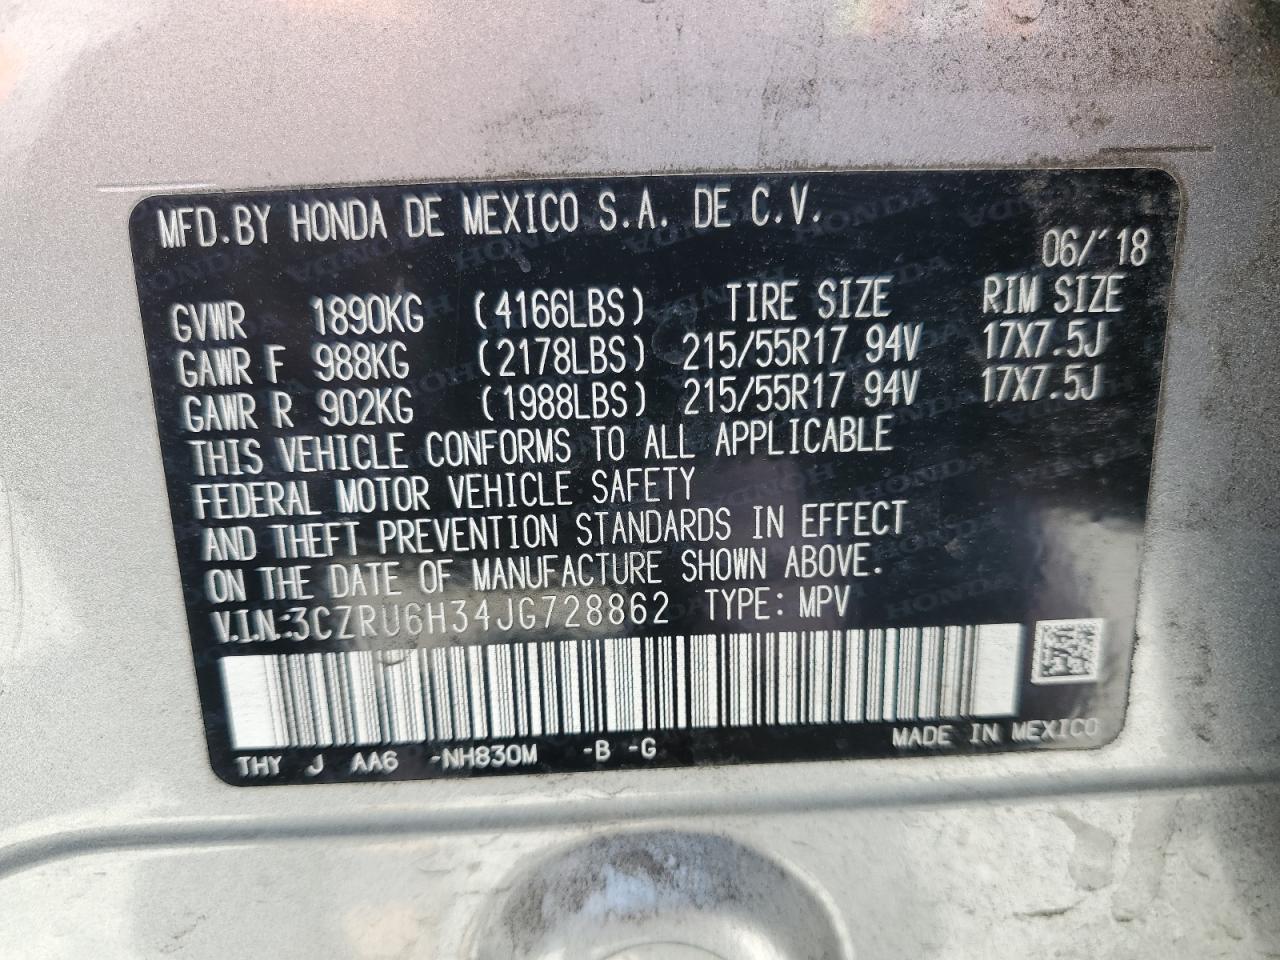 MFD.BY HONDA DE MEXICO S.A. DE C.V.
06/'18
GVWR 1890KG (4166LBS) TIRE SIZE RIM SIZE
GAWR F 988KG (2178LBS) 215/55R17 94V 17X7.5J
GAWR R 902KG (1988LBS) 215/55R17 94V 17X7.5J
THIS VEHICLE CONFORMS TO ALL APPLICABLE
FEDERAL MOTOR VEHICLE SAFETY
AND THEFT PREVENTION STANDARDS IN EFFECT
ON THE DATE OF MANUFACTURE SHOWN ABOVE.
V.I.N.:3CZRU6H34JG728862 TYPE: MPV
THY J AA6 -NH830M -B -G MADE IN MEXICO